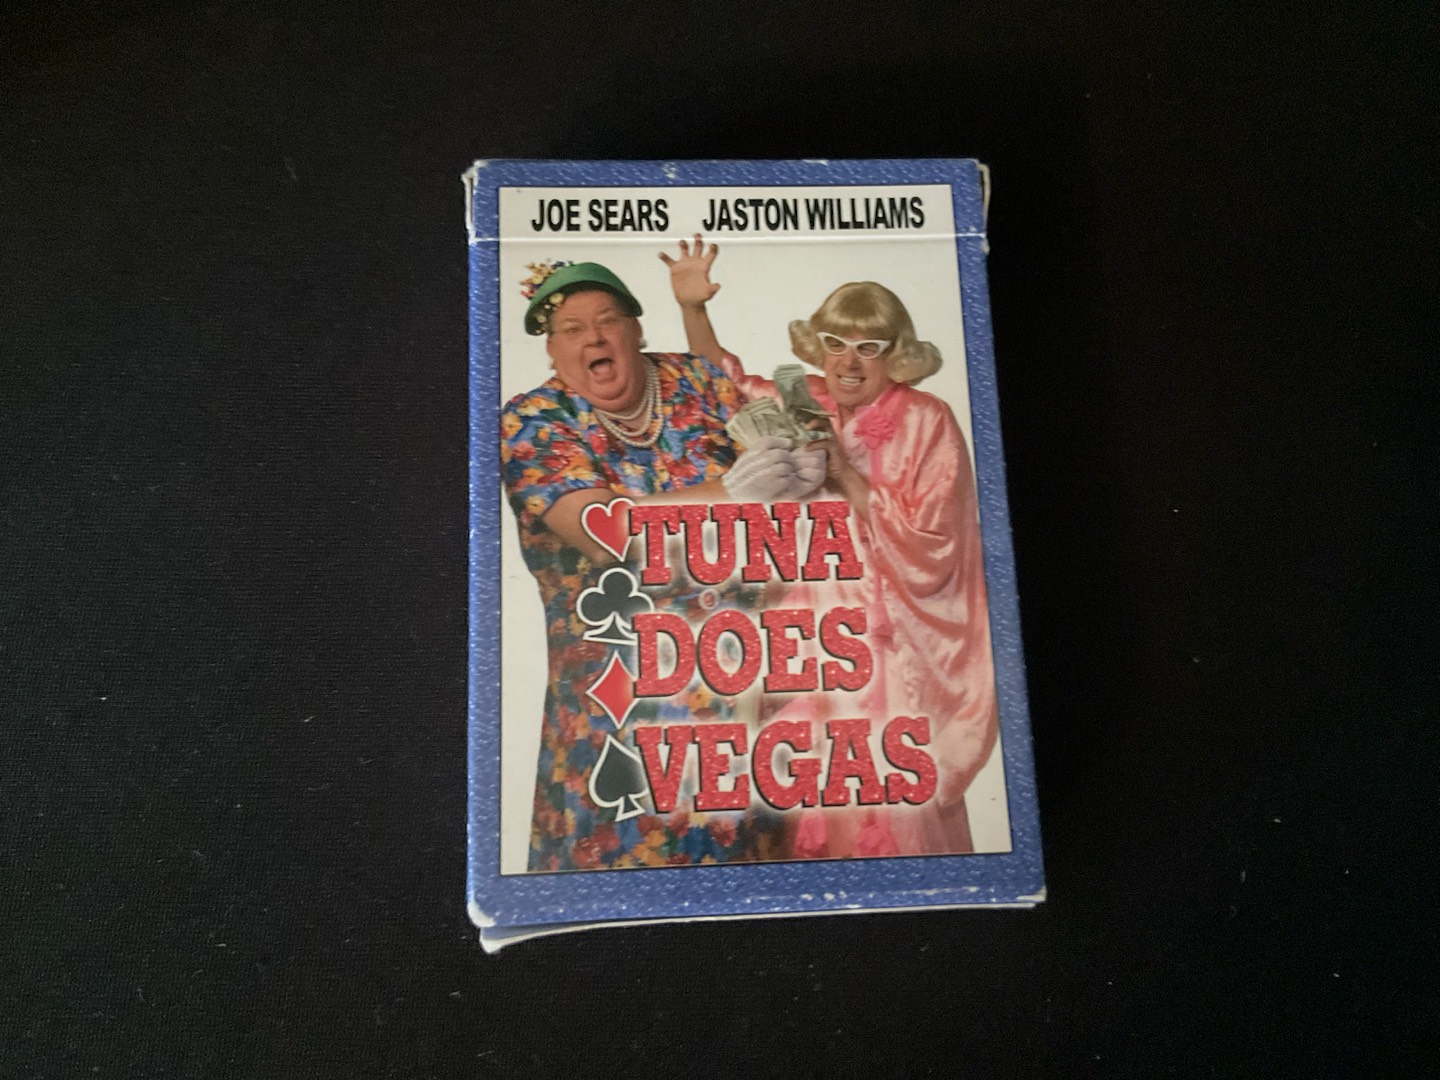 JOE SEARS JASTON WILLIAMS
TUNA
DOES
VEGAS